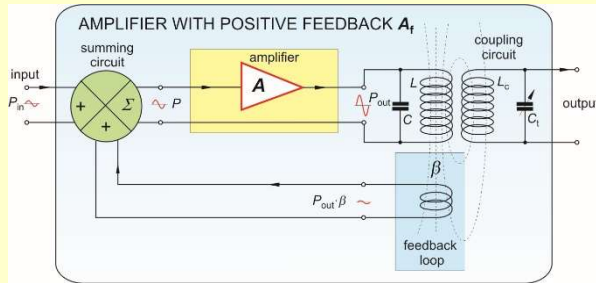 AMPLIFIER WITH POSITIVE FEEDBACK Af
summing
circuit
amplifier
coupling
circuit
input
Pin
+
Σ
+
P
A
Pout
L
C
Lc
Ct
output
β
Pout·β
feedback
loop